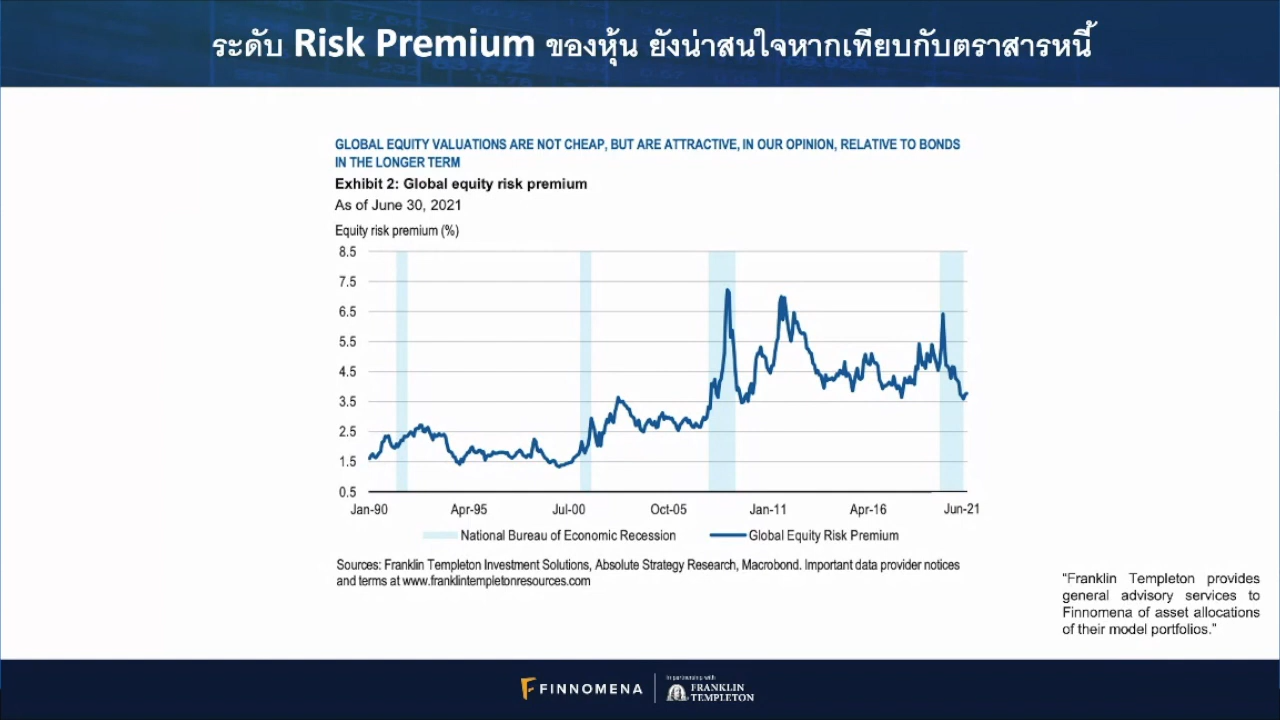 ระดับ Risk Premium ของหุ้น ยังน่าสนใจหากเทียบกับตราสารหนี้
GLOBAL EQUITY VALUATIONS ARE NOT CHEAP, BUT ARE ATTRACTIVE, IN OUR OPINION, RELATIVE TO BONDS
IN THE LONGER TERM
Exhibit 2: Global equity risk premium
As of June 30, 2021
Equity risk premium (%)
8.5
7.5
6.5
5.5
4.5
3.5
2.5
1.5
0.5
Jan-90 Apr-95 Jul-00 Oct-05 Jan-11 Apr-16 Jun-21
National Bureau of Economic Recession Global Equity Risk Premium
Sources: Franklin Templeton Investment Solutions, Absolute Strategy Research, Macrobond. Important data provider notices
and terms at www.franklintempletonresources.com
"Franklin Templeton provides
general advisory services to
Finnomena of asset allocations
of their model portfolios."
FINNOMENA
In partnership with
FRANKLIN
TEMPLETON